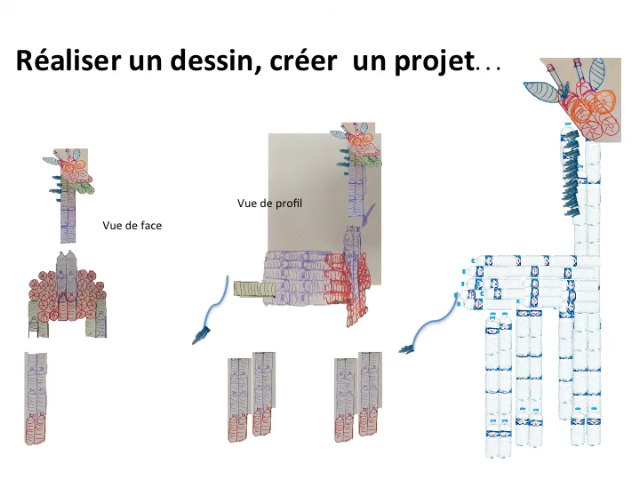 Réaliser un dessin, créer  un projet...
Vue de profil
Vue de face